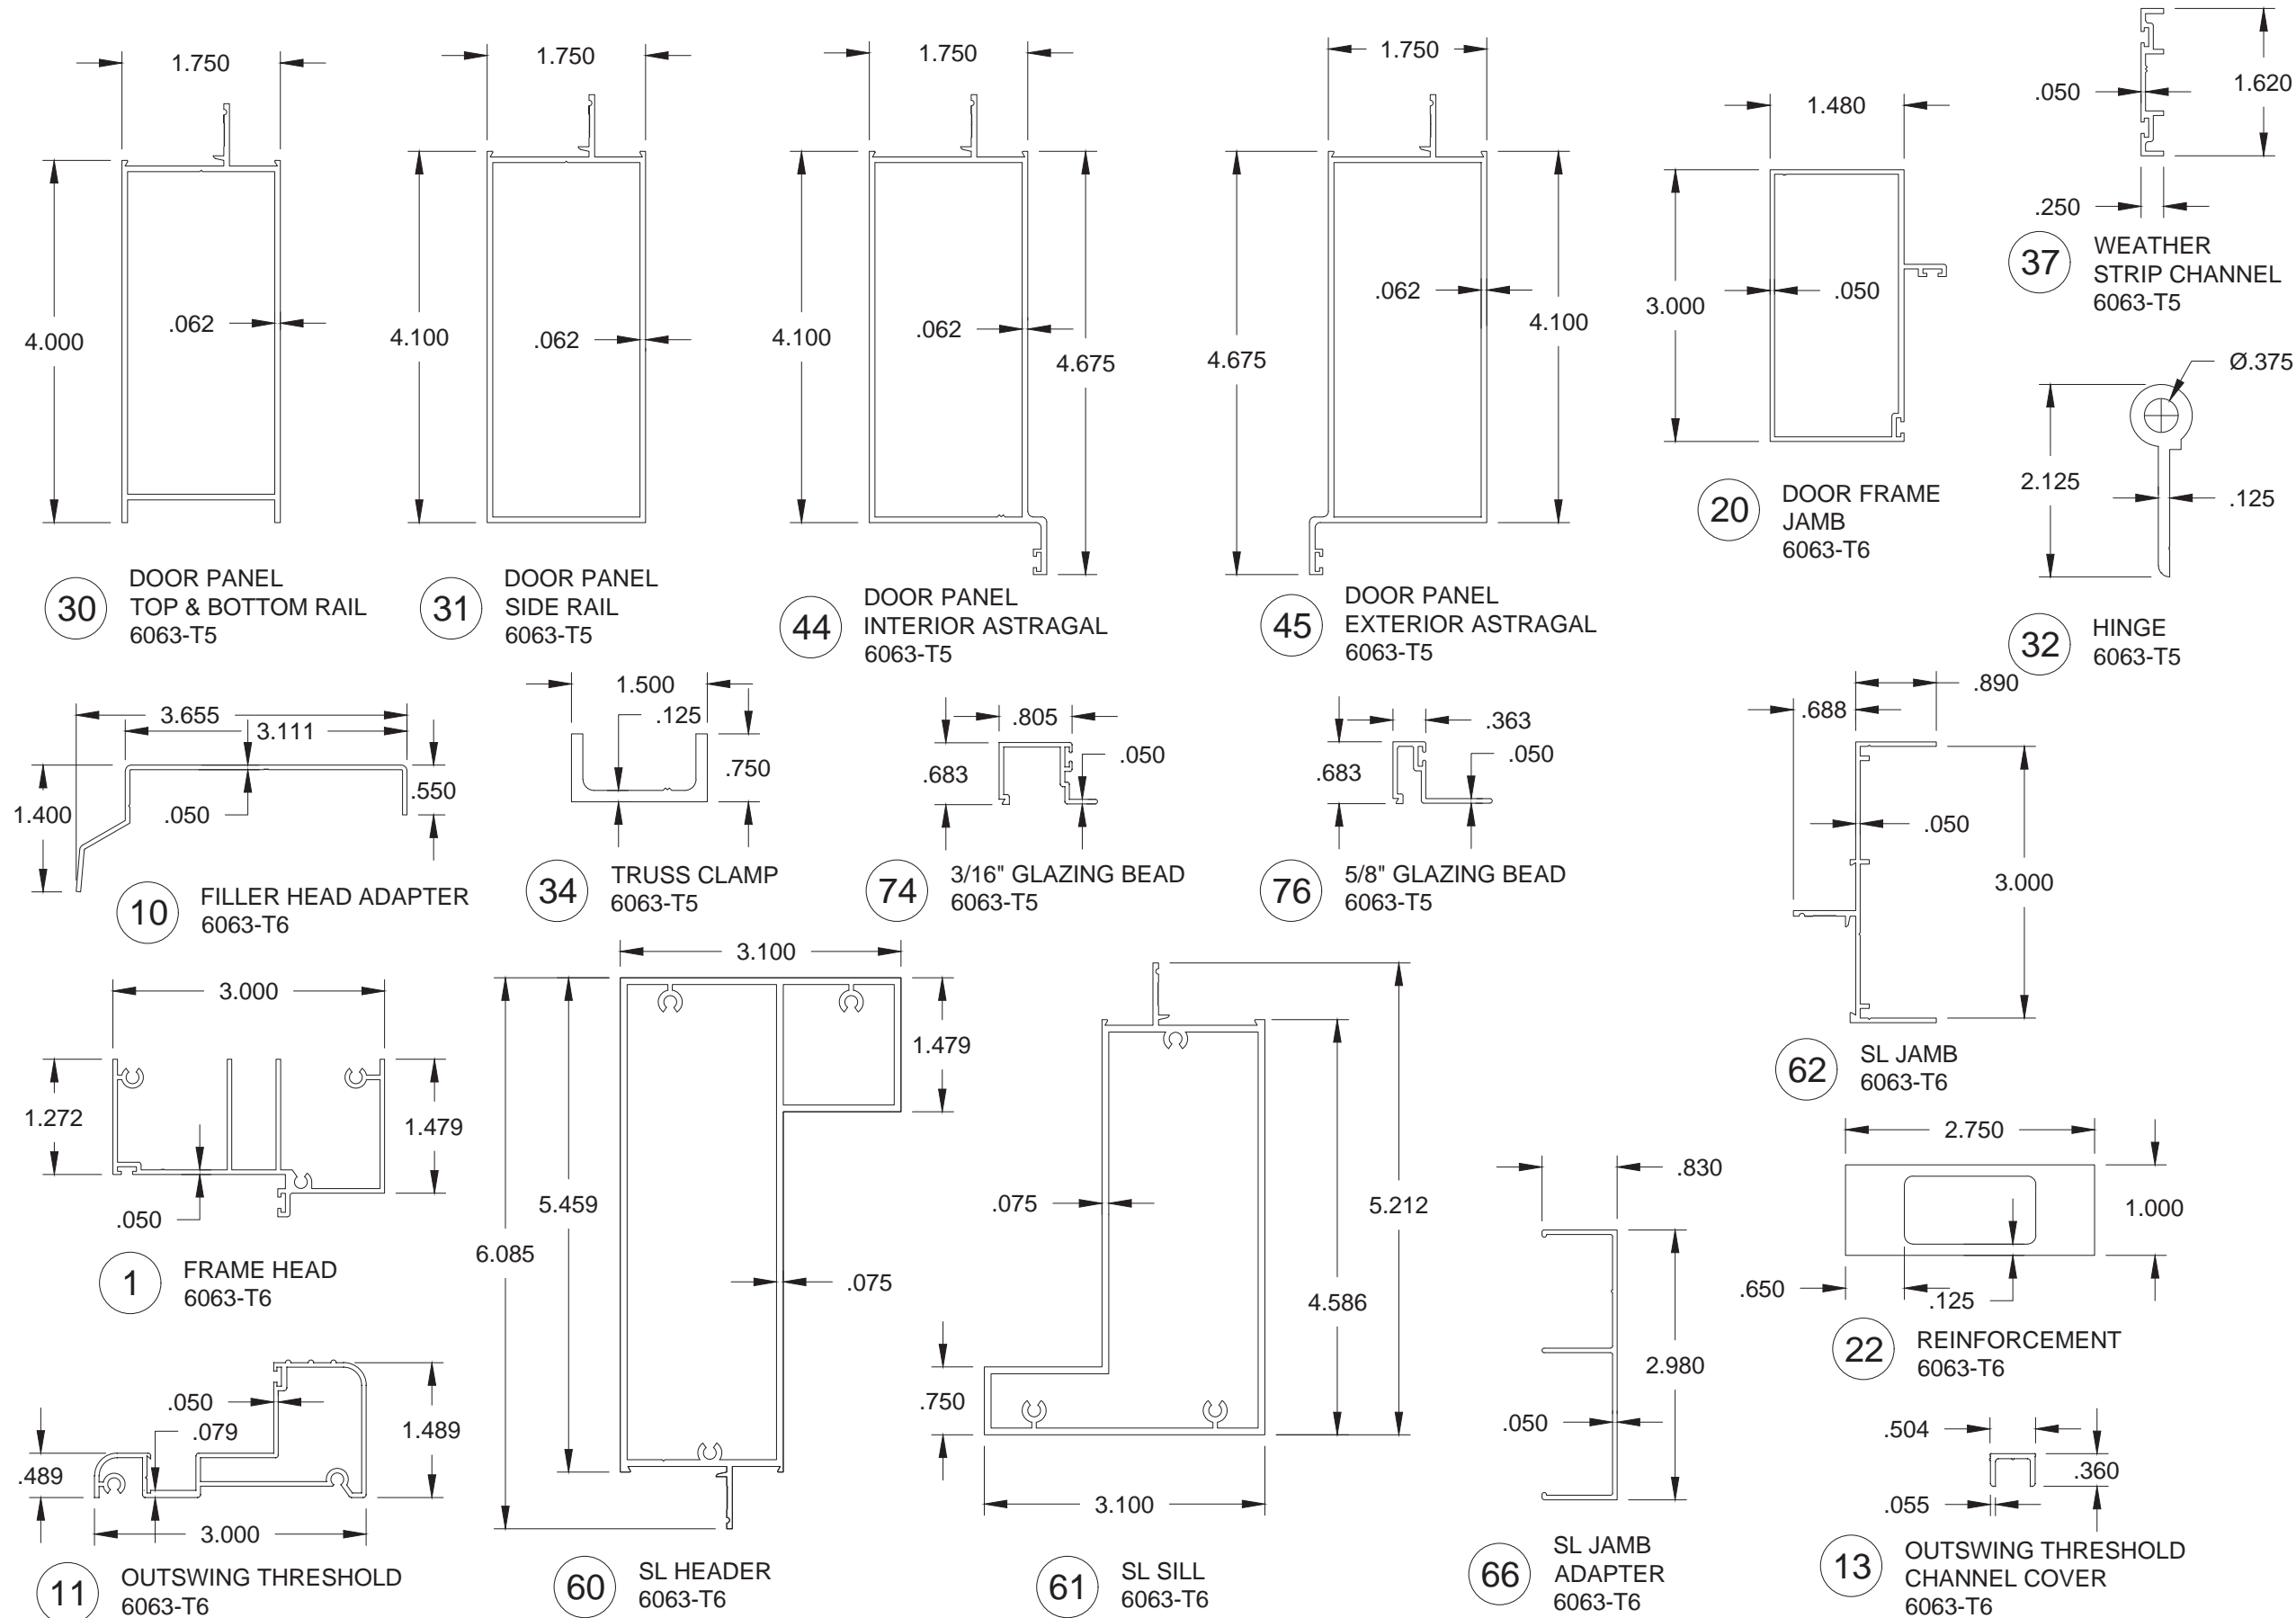 1.750
4.000
.062
30
DOOR PANEL
TOP & BOTTOM RAIL
6063-T5
1.750
4.100
.062
31
DOOR PANEL
SIDE RAIL
6063-T5
1.750
4.100
.062
4.675
44
DOOR PANEL
INTERIOR ASTRAGAL
6063-T5
1.750
4.675
.062
4.100
45
DOOR PANEL
EXTERIOR ASTRAGAL
6063-T5
1.480
3.000
.050
20
DOOR FRAME
JAMB
6063-T6
.050
1.620
.250
37
WEATHER
STRIP CHANNEL
6063-T5
Ø.375
2.125
.125
32
HINGE
6063-T5
3.655
3.111
1.400
.050
.550
10
FILLER HEAD ADAPTER
6063-T6
1.500
.125
.750
34
TRUSS CLAMP
6063-T5
.805
.050
.683
74
3/16" GLAZING BEAD
6063-T5
.363
.050
.683
76
5/8" GLAZING BEAD
6063-T5
.890
.688
.050
3.000
62
SL JAMB
6063-T6
3.000
1.272
1.479
.050
1
FRAME HEAD
6063-T6
3.100
1.479
5.459
6.085
.075
60
SL HEADER
6063-T6
.075
5.212
4.586
.750
3.100
61
SL SILL
6063-T6
.830
2.980
.050
66
SL JAMB
ADAPTER
6063-T6
2.750
1.000
.650
.125
22
REINFORCEMENT
6063-T6
.050
.079
1.489
.489
3.000
11
OUTSWING THRESHOLD
6063-T6
.504
.360
.055
13
OUTSWING THRESHOLD
CHANNEL COVER
6063-T6